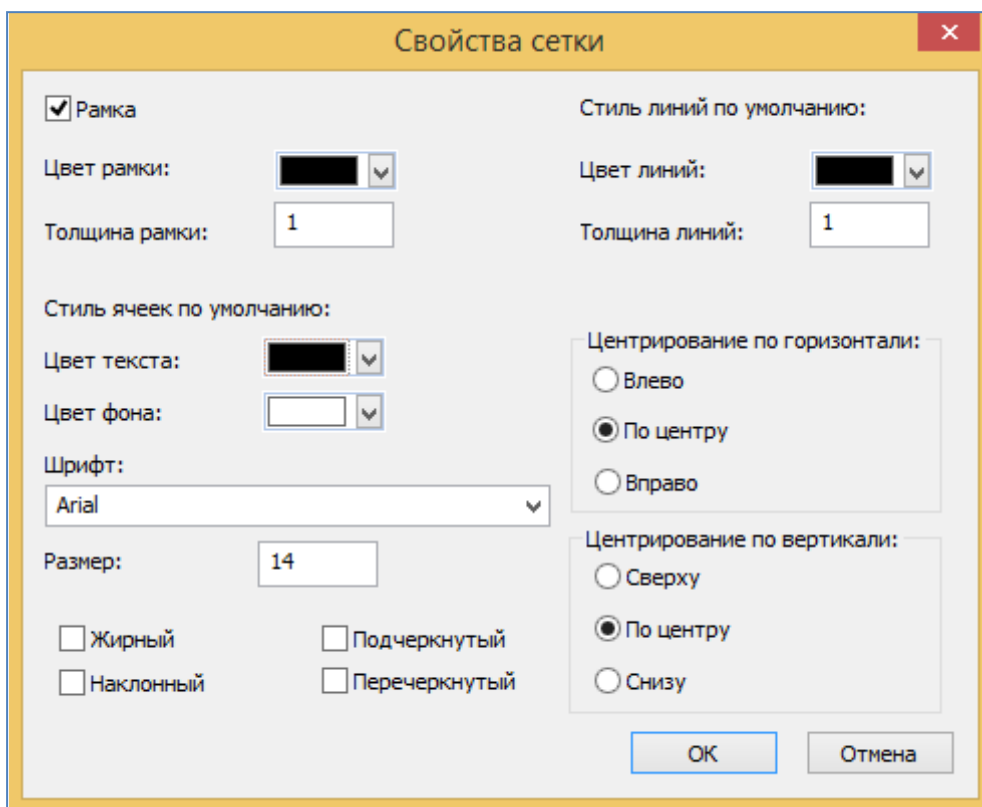 Свойства сетки
Рамка
Стиль линий по умолчанию:
Цвет рамки:
Цвет линий:
Толщина рамки:
1
Толщина линий:
1
Стиль ячеек по умолчанию:
Цвет текста:
Цвет фона:
Шрифт:
Arial
Размер:
14
Жирный
Подчеркнутый
Наклонный
Перечеркнутый
Центрирование по горизонтали:
Влево
По центру
Вправо
Центрирование по вертикали:
Сверху
По центру
Снизу
ОК
Отмена